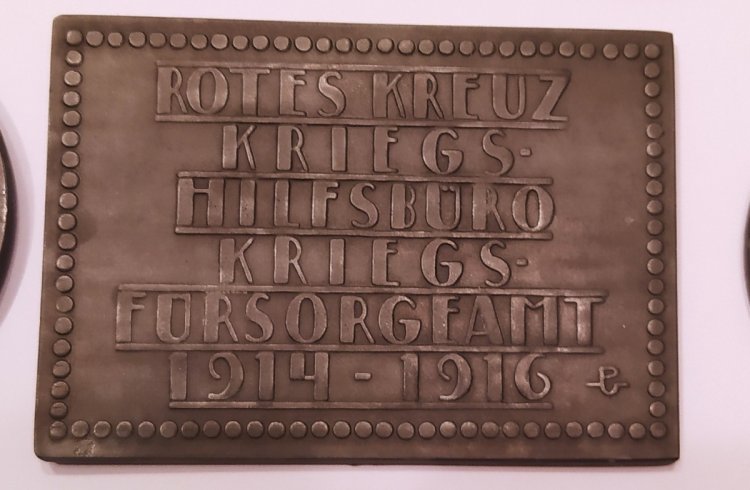 ROTES KREUZ
KRIEGS-
HILFSBÜRO
KRIEGS-
FÜRSORGEAMT
1914-1916